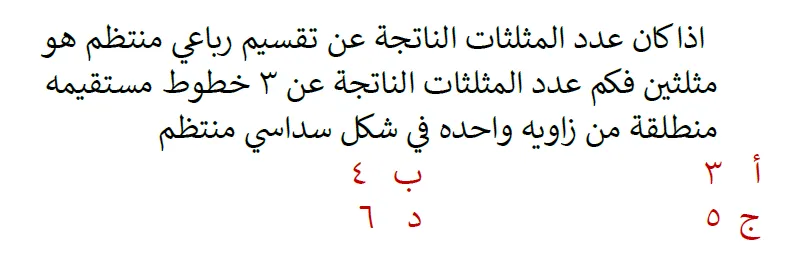 اذا كان عدد المثلثات الناتجة عن تقسيم رباعي منتظم هو
مثلثين فكم عدد المثلثات الناتجة عن ٣ خطوط مستقيمه
منطلقة من زاويه واحده في شكل سداسي منتظم
أ ٣ ب ٤
ج ٥ د ٦